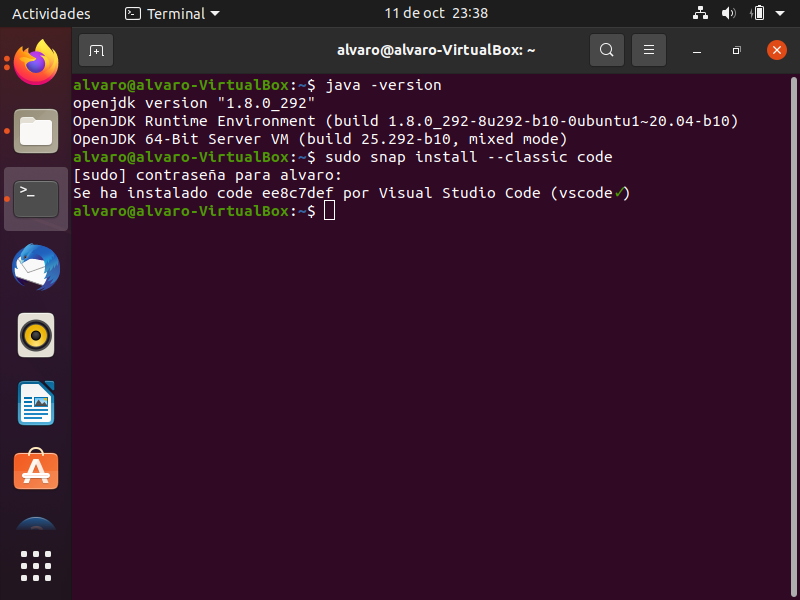 Actividades Terminal 11 de oct 23:38
alvaro@alvaro-VirtualBox: ~
alvaro@alvaro-VirtualBox:~$ java -version
openjdk version "1.8.0_292"
OpenJDK Runtime Environment (build 1.8.0_292-8u292-b10-0ubuntu1~20.04-b10)
OpenJDK 64-Bit Server VM (build 25.292-b10, mixed mode)
alvaro@alvaro-VirtualBox:~$ sudo snap install --classic code
[sudo] contraseña para alvaro:
Se ha instalado code ee8c7def por Visual Studio Code (vscode✓)
alvaro@alvaro-VirtualBox:~$